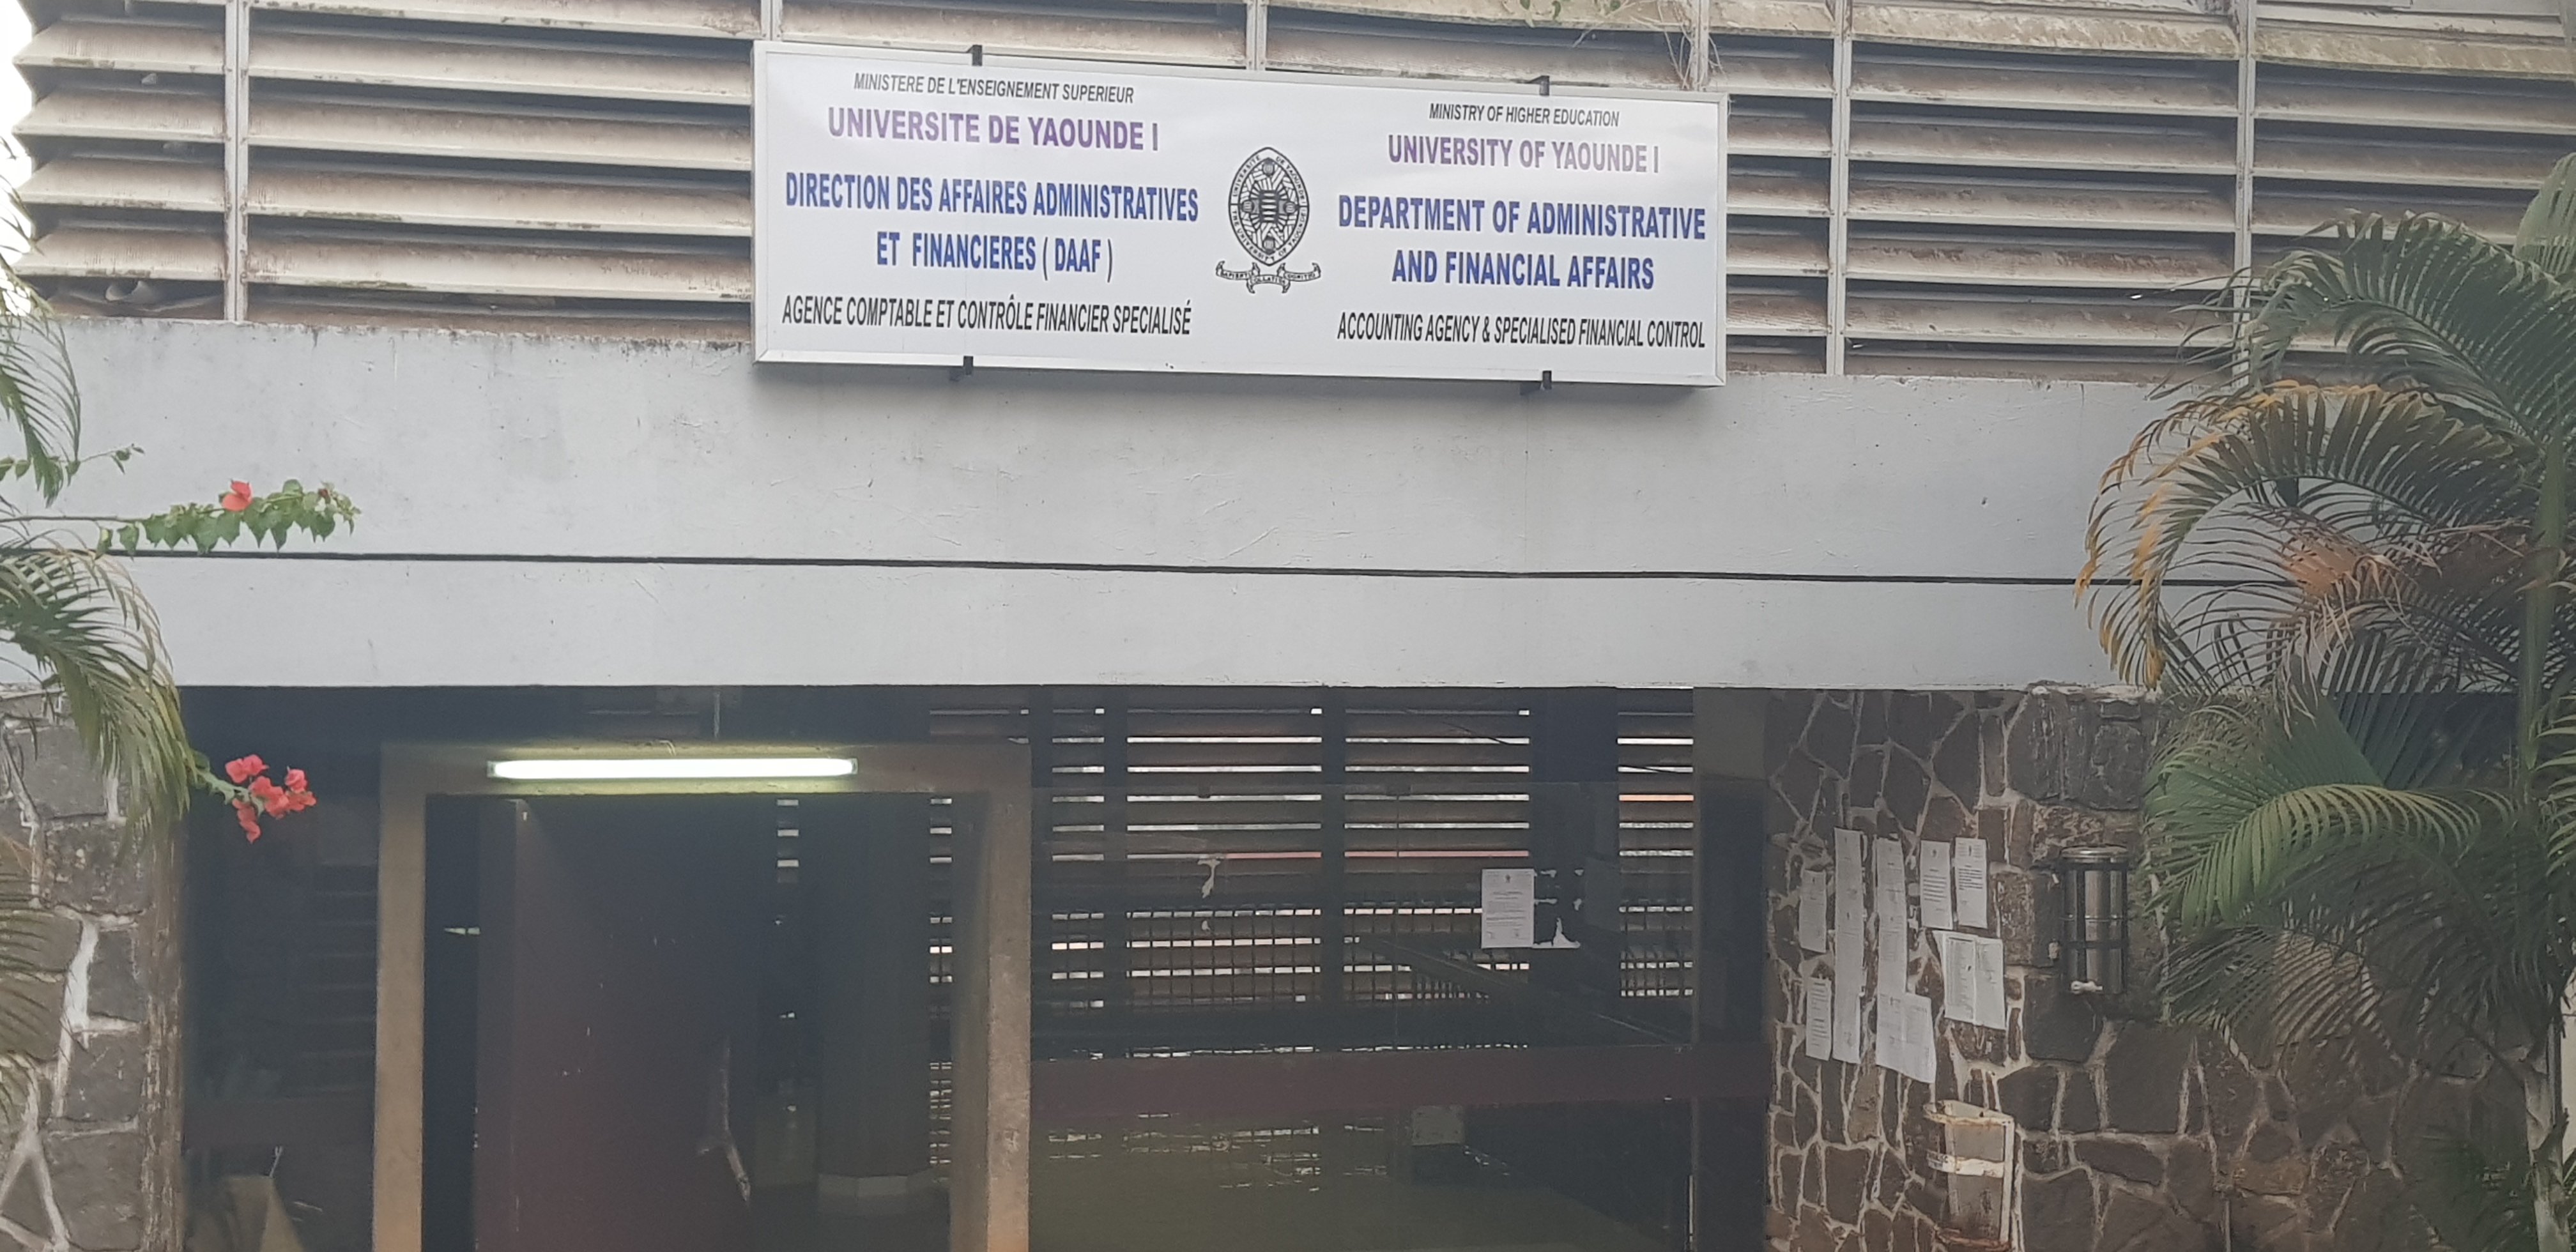 MINISTERE DE L'ENSEIGNEMENT SUPERIEUR
UNIVERSITE DE YAOUNDE I
DIRECTION DES AFFAIRES ADMINISTRATIVES
ET FINANCIERES ( DAAF )
AGENCE COMPTABLE ET CONTRÔLE FINANCIER SPECIALISÉ
MINISTRY OF HIGHER EDUCATION
UNIVERSITY OF YAOUNDE I
DEPARTMENT OF ADMINISTRATIVE
AND FINANCIAL AFFAIRS
ACCOUNTING AGENCY & SPECIALISED FINANCIAL CONTROL